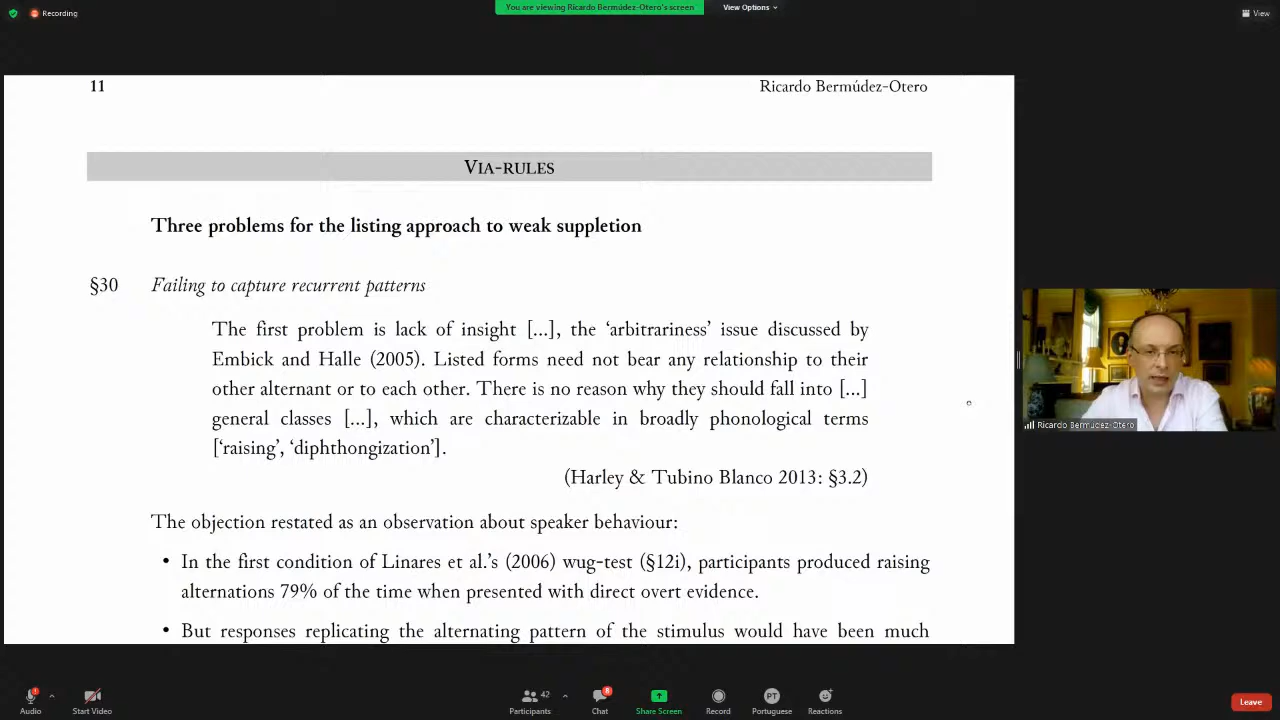 Recording
You are viewing Ricardo Bermúdez-Otero's screen
View Options
View
11
Ricardo Bermúdez-Otero
VIA-RULES
Three problems for the listing approach to weak suppletion
§30 Failing to capture recurrent patterns
The first problem is lack of insight [...], the ‘arbitrariness’ issue discussed by
Embick and Halle (2005). Listed forms need not bear any relationship to their
other alternant or to each other. There is no reason why they should fall into [...]
general classes [...], which are characterizable in broadly phonological terms
[‘raising’, ‘diphthongization’].
(Harley & Tubino Blanco 2013: §3.2)
The objection restated as an observation about speaker behaviour:
• In the first condition of Linares et al.’s (2006) wug-test (§12i), participants produced raising
alternations 79% of the time when presented with direct overt evidence.
• But responses replicating the alternating pattern of the stimulus would have been much
Ricardo Bermúdez-Otero
Audio
Start Video
42
Participants
8
Chat
Share Screen
Record
PT
Portuguese
Reactions
Leave